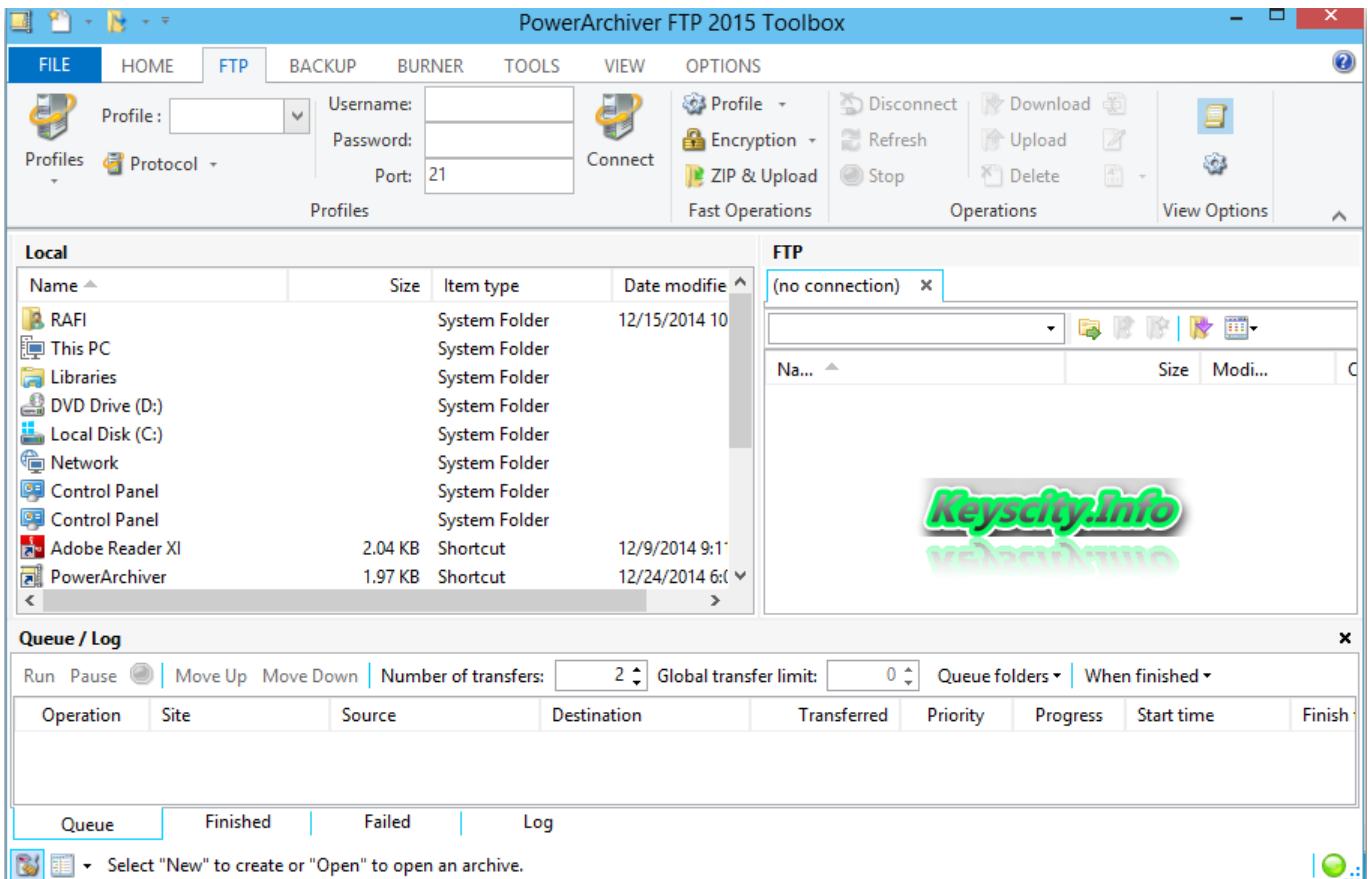 PowerArchiver FTP 2015 Toolbox
FILE HOME FTP BACKUP BURNER TOOLS VIEW OPTIONS
Profile : Username: Profile Disconnect Download
Password: Encryption Refresh Upload
Profiles Protocol Connect
Port: 21 ZIP & Upload Stop Delete
Profiles Fast Operations Operations View Options
Local FTP
Name Size Item type Date modifie (no connection)
RAFI System Folder 12/15/2014 10
This PC System Folder
Libraries System Folder
Na... Size Modi...
DVD Drive (D:) System Folder
Local Disk (C:) System Folder
Network System Folder
Control Panel System Folder
Keyscity.Info
Control Panel System Folder
Adobe Reader XI 2.04 KB Shortcut 12/9/2014 9:1
PowerArchiver 1.97 KB Shortcut 12/24/2014 6:
Queue / Log
Run Pause Move Up Move Down Number of transfers: 2 Global transfer limit: 0 Queue folders When finished
Operation Site Source Destination Transferred Priority Progress Start time Finish
Queue Finished Failed Log
Select "New" to create or "Open" to open an archive.